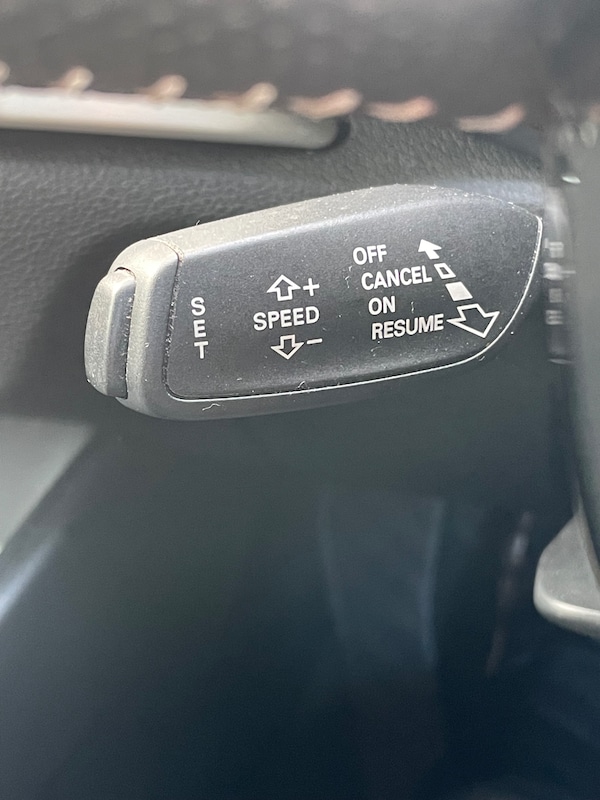 SET
SPEED
+
-
OFF
CANCEL
ON
RESUME